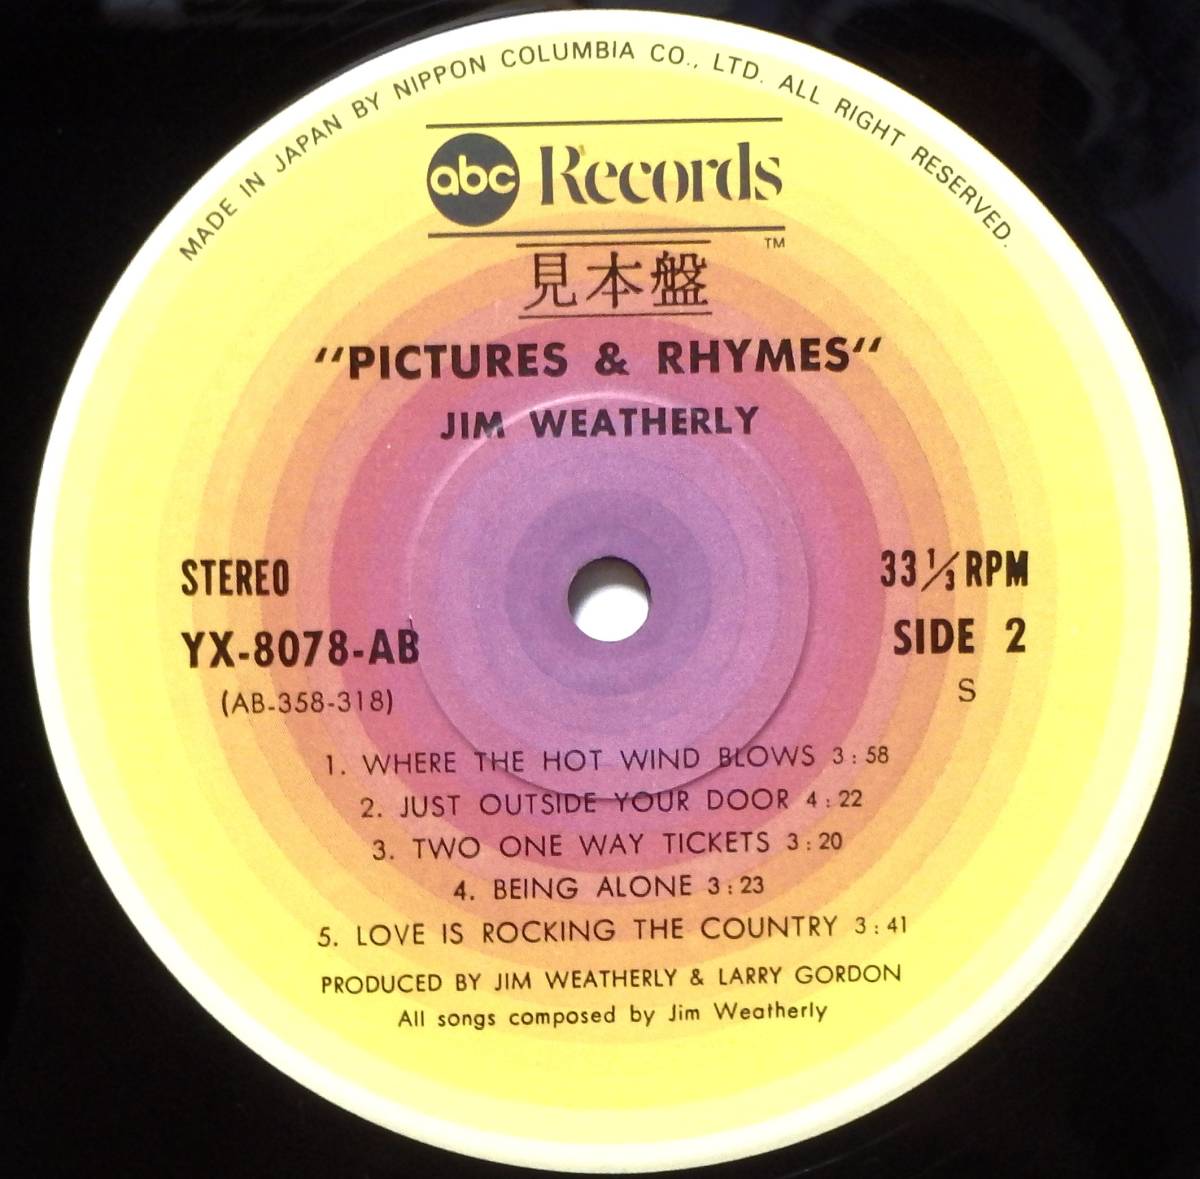 MADE IN JAPAN BY NIPPON COLUMBIA CO., LTD. ALL RIGHT RESERVED.
abc Records
TM
見本盤
"PICTURES & RHYMES"
JIM WEATHERLY
STEREO
YX-8078-AB
(AB-358-318)
33 1/3 RPM
SIDE 2
S
1. WHERE THE HOT WIND BLOWS 3:58
2. JUST OUTSIDE YOUR DOOR 4:22
3. TWO ONE WAY TICKETS 3:20
4. BEING ALONE 3:23
5. LOVE IS ROCKING THE COUNTRY 3:41
PRODUCED BY JIM WEATHERLY & LARRY GORDON
All songs composed by Jim Weatherly